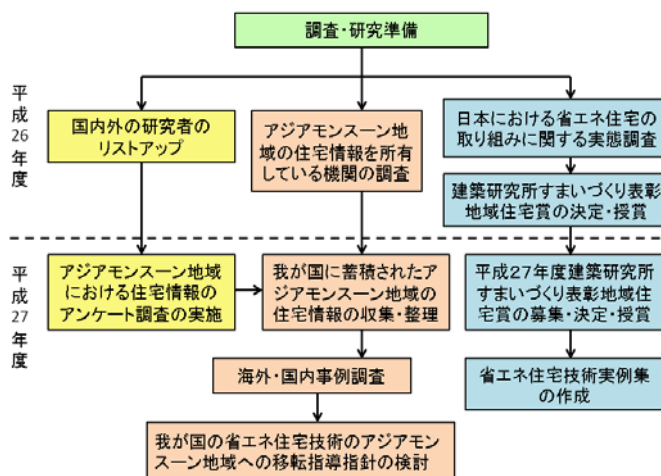 調査・研究準備
平成26年度
国内外の研究者の
リストアップ
アジアモンスーン地
域の住宅情報を所有
している機関の調査
日本における省エネ住宅の
取り組みに関する実態調査
建築研究所すまいづくり表彰
地域住宅賞の決定・授賞
平成27年度
アジアモンスーン地域
における住宅情報の
アンケート調査の実施
我が国に蓄積されたア
ジアモンスーン地域の
住宅情報の収集・整理
平成27年度建築研究所
すまいづくり表彰地域住
宅賞の募集・決定・授賞
海外・国内事例調査
省エネ住宅技術実例集
の作成
我が国の省エネ住宅技術のアジアモン
スーン地域への移転指導指針の検討